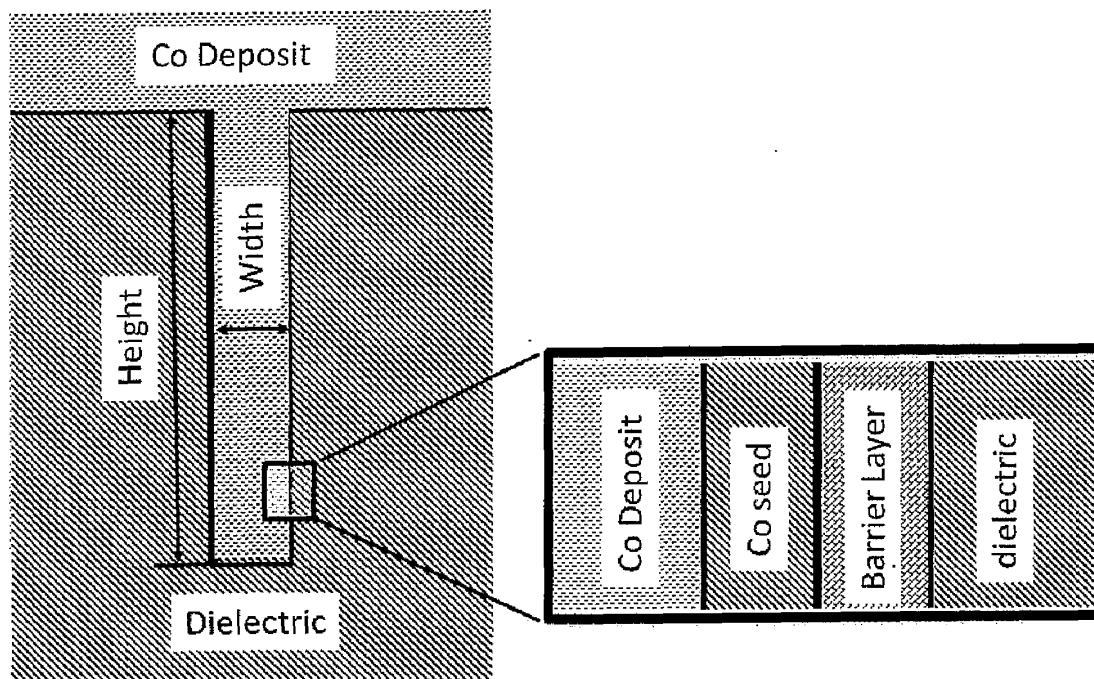 Co Deposit
Height
Width
Dielectric
Co Deposit
Co seed
Barrier Layer
dielectric